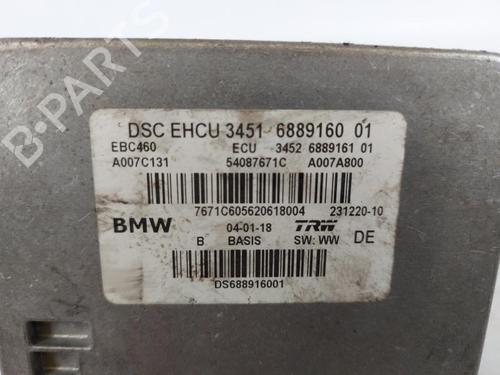 DSC EHCU 3451 6889160 01
EBC460 ECU 3452 6889161 01
A007C131 54087671C A007A800
7671C605620618004 231220-10
BMW 04-01-18 TRW DE
B BASIS SW: WW
DS688916001
B-PARTS